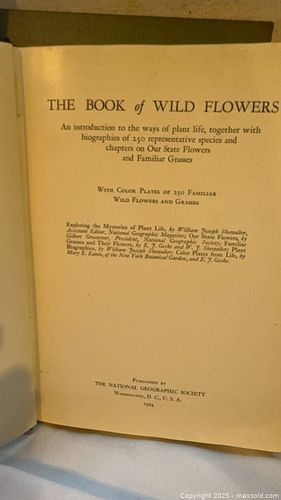 THE BOOK of WILD FLOWERS
An introduction to the ways of plant life, together with
biographies of 250 representative species and
chapters on Our State Flowers
and Familiar Grasses
WITH COLOR PLATES OF 250 FAMILIAR
WILD FLOWERS AND GRASSES
Exploring the Mysteries of Plant Life, by William Joseph Showalter,
Assistant Editor, National Geographic Magazine; Our State Flowers, by
Gilbert Grosvenor, President, National Geographic Society; Familiar
Grasses and Their Flowers, by E. J. Geske and W. J. Showalter; Plant
Biographies, by William Joseph Showalter; Color Plates from Life, by
Mary E. Eaton, of the New York Botanical Garden, and E. J. Geske.
PUBLISHED BY
THE NATIONAL GEOGRAPHIC SOCIETY
WASHINGTON, D. C., U. S. A.
1924
Copyright © 2025 - maxsold.com